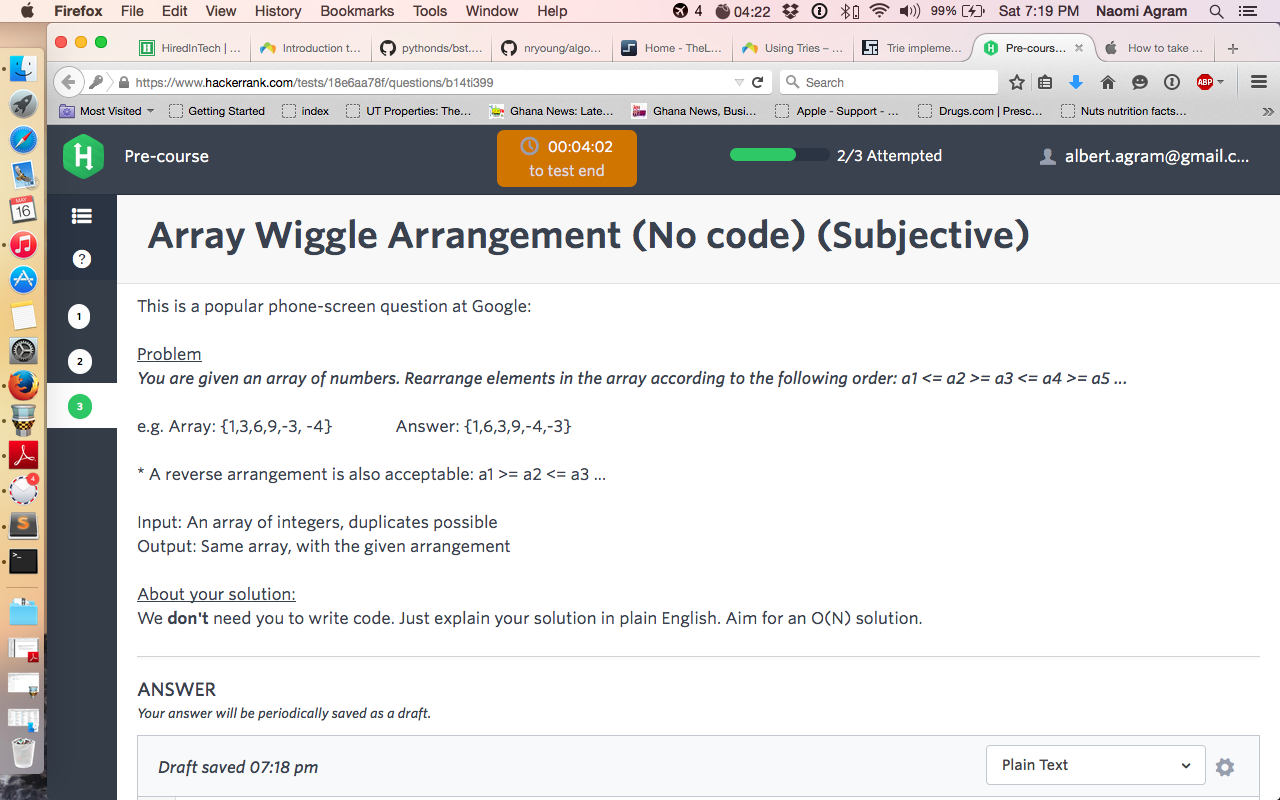 Firefox File Edit View History Bookmarks Tools Window Help 4 04:22 99% Sat 7:19 PM Naomi Agram
HiredInTech |... Introduction t... pythonds/bst.... nryoung/algo... Home - TheL... Using Tries – ... Trie impleme... Pre-cours... × How to take ... +
https://www.hackerrank.com/tests/18e6aa78f/questions/b14ti399 Search ABP
Most Visited Getting Started index UT Properties: The... Ghana News: Late... Ghana News, Busi... Apple - Support - ... Drugs.com | Presc... Nuts nutrition facts... »
H Pre-course 00:04:02 2/3 Attempted albert.agram@gmail.c...
to test end
MAY
16
Array Wiggle Arrangement (No code) (Subjective)
?
This is a popular phone-screen question at Google:
1
Problem
2
You are given an array of numbers. Rearrange elements in the array according to the following order: a1 <= a2 >= a3 <= a4 >= a5 ...
3
e.g. Array: {1,3,6,9,-3, -4} Answer: {1,6,3,9,-4,-3}
* A reverse arrangement is also acceptable: a1 >= a2 <= a3 ...
4
Input: An array of integers, duplicates possible
S
Output: Same array, with the given arrangement
>_
About your solution:
We don't need you to write code. Just explain your solution in plain English. Aim for an O(N) solution.
ANSWER
Your answer will be periodically saved as a draft.
Draft saved 07:18 pm Plain Text